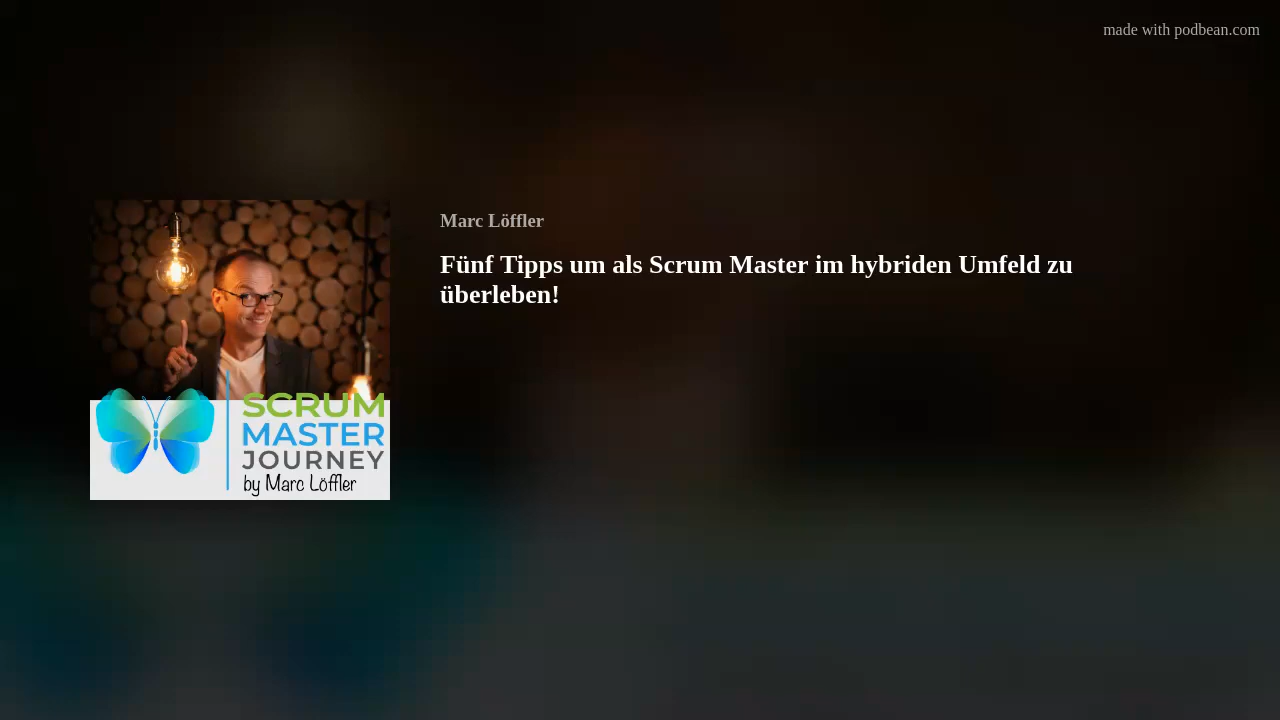 made with podbean.com
Marc Löffler
Fünf Tipps um als Scrum Master im hybriden Umfeld zu
überleben!
SCRUM
MASTER
JOURNEY
by Marc Löffler